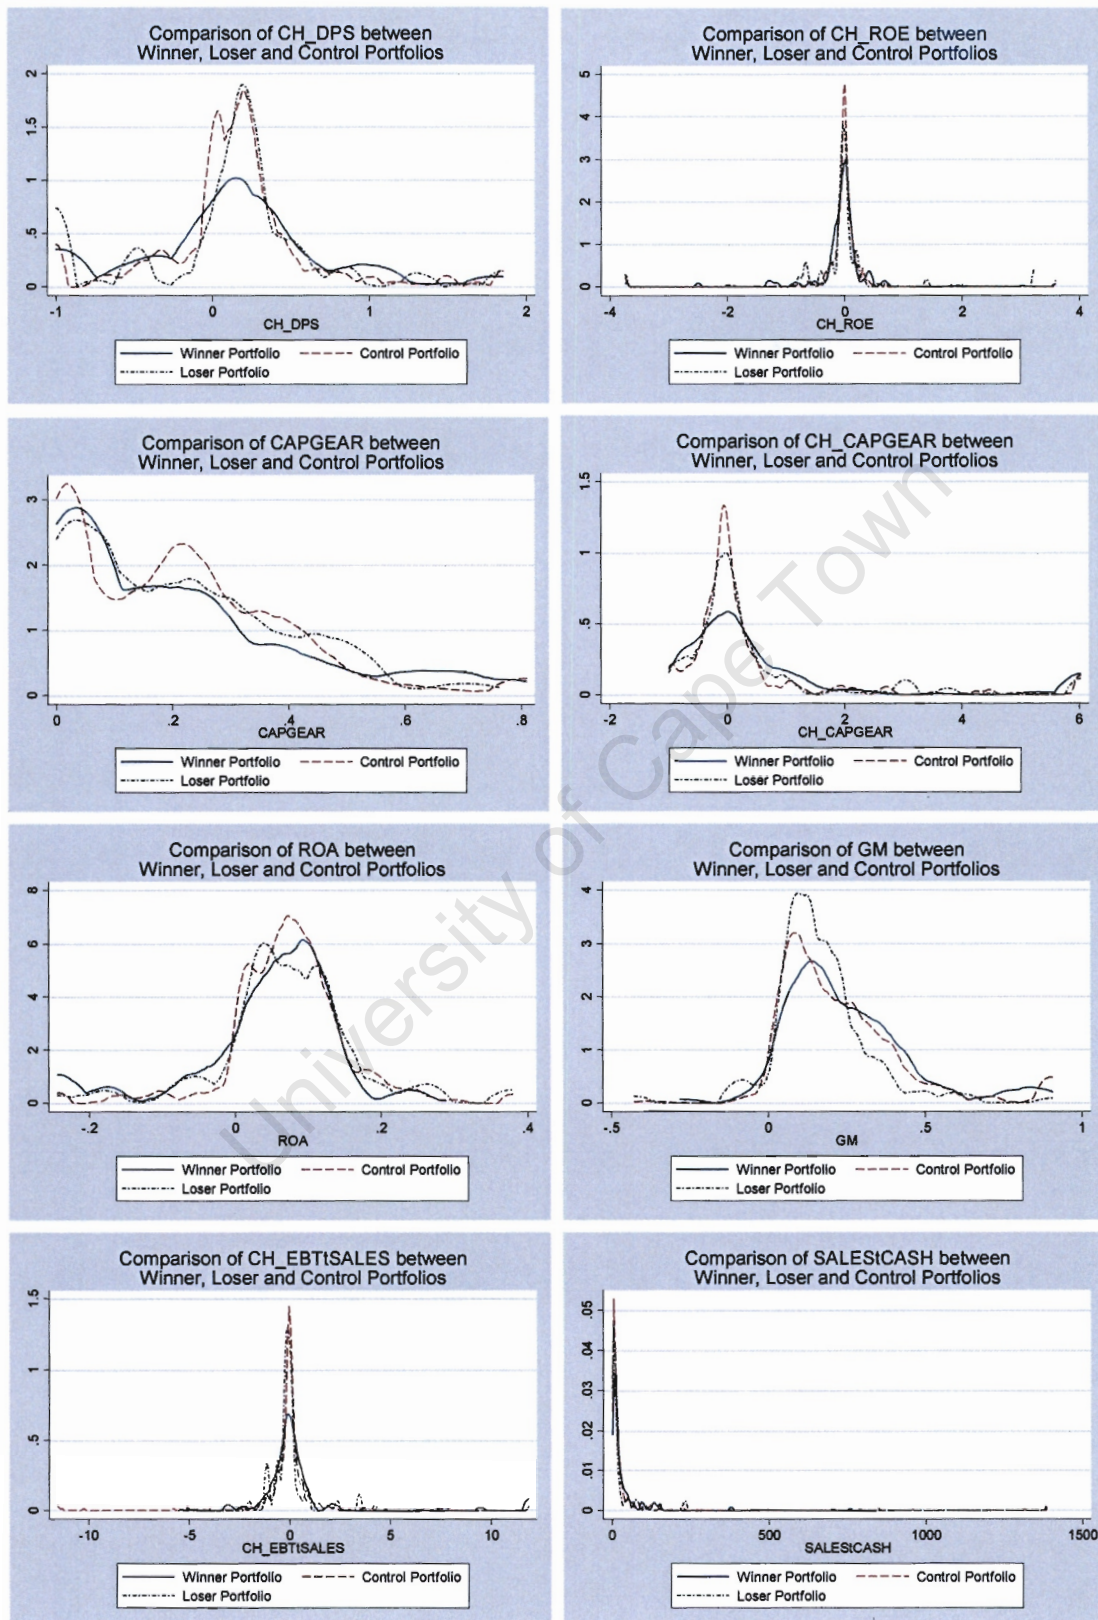 Comparison of CH_DPS between
Winner, Loser and Control Portfolios
2
1.5
1
.5
0
-1
0
1
2
CH_DPS
Winner Portfolio
Control Portfolio
Loser Portfolio
Comparison of CH_ROE between
Winner, Loser and Control Portfolios
5
4
3
2
1
0
-4
-2
0
2
4
CH_ROE
Winner Portfolio
Control Portfolio
Loser Portfolio
Comparison of CAPGEAR between
Winner, Loser and Control Portfolios
3
2
1
0
0
.2
.4
.6
.8
CAPGEAR
Winner Portfolio
Control Portfolio
Loser Portfolio
Comparison of CH_CAPGEAR between
Winner, Loser and Control Portfolios
1.5
1
.5
0
-2
0
2
4
6
CH_CAPGEAR
Winner Portfolio
Control Portfolio
Loser Portfolio
Comparison of ROA between
Winner, Loser and Control Portfolios
8
6
4
2
0
-.2
0
.2
.4
ROA
Winner Portfolio
Control Portfolio
Loser Portfolio
Comparison of GM between
Winner, Loser and Control Portfolios
4
3
2
1
0
-.5
0
.5
1
GM
Winner Portfolio
Control Portfolio
Loser Portfolio
Comparison of CH_EBTtSALES between
Winner, Loser and Control Portfolios
1.5
1
.5
0
-10
-5
0
5
10
CH_EBTtSALES
Winner Portfolio
Control Portfolio
Loser Portfolio
Comparison of SALEStCASH between
Winner, Loser and Control Portfolios
.05
.04
.03
.02
.01
0
0
500
1000
1500
SALEStCASH
Winner Portfolio
Control Portfolio
Loser Portfolio
University of Cape Town